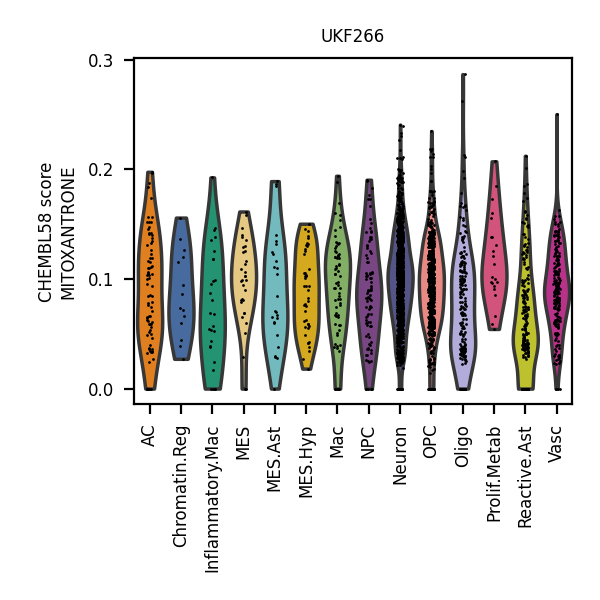 UKF266
CHEMBL58 score
MITOXANTRONE
0.3
0.2
0.1
0.0
AC
Chromatin.Reg
Inflammatory.Mac
MES
MES.Ast
MES.Hyp
Mac
NPC
Neuron
OPC
Oligo
Prolif.Metab
Reactive.Ast
Vasc